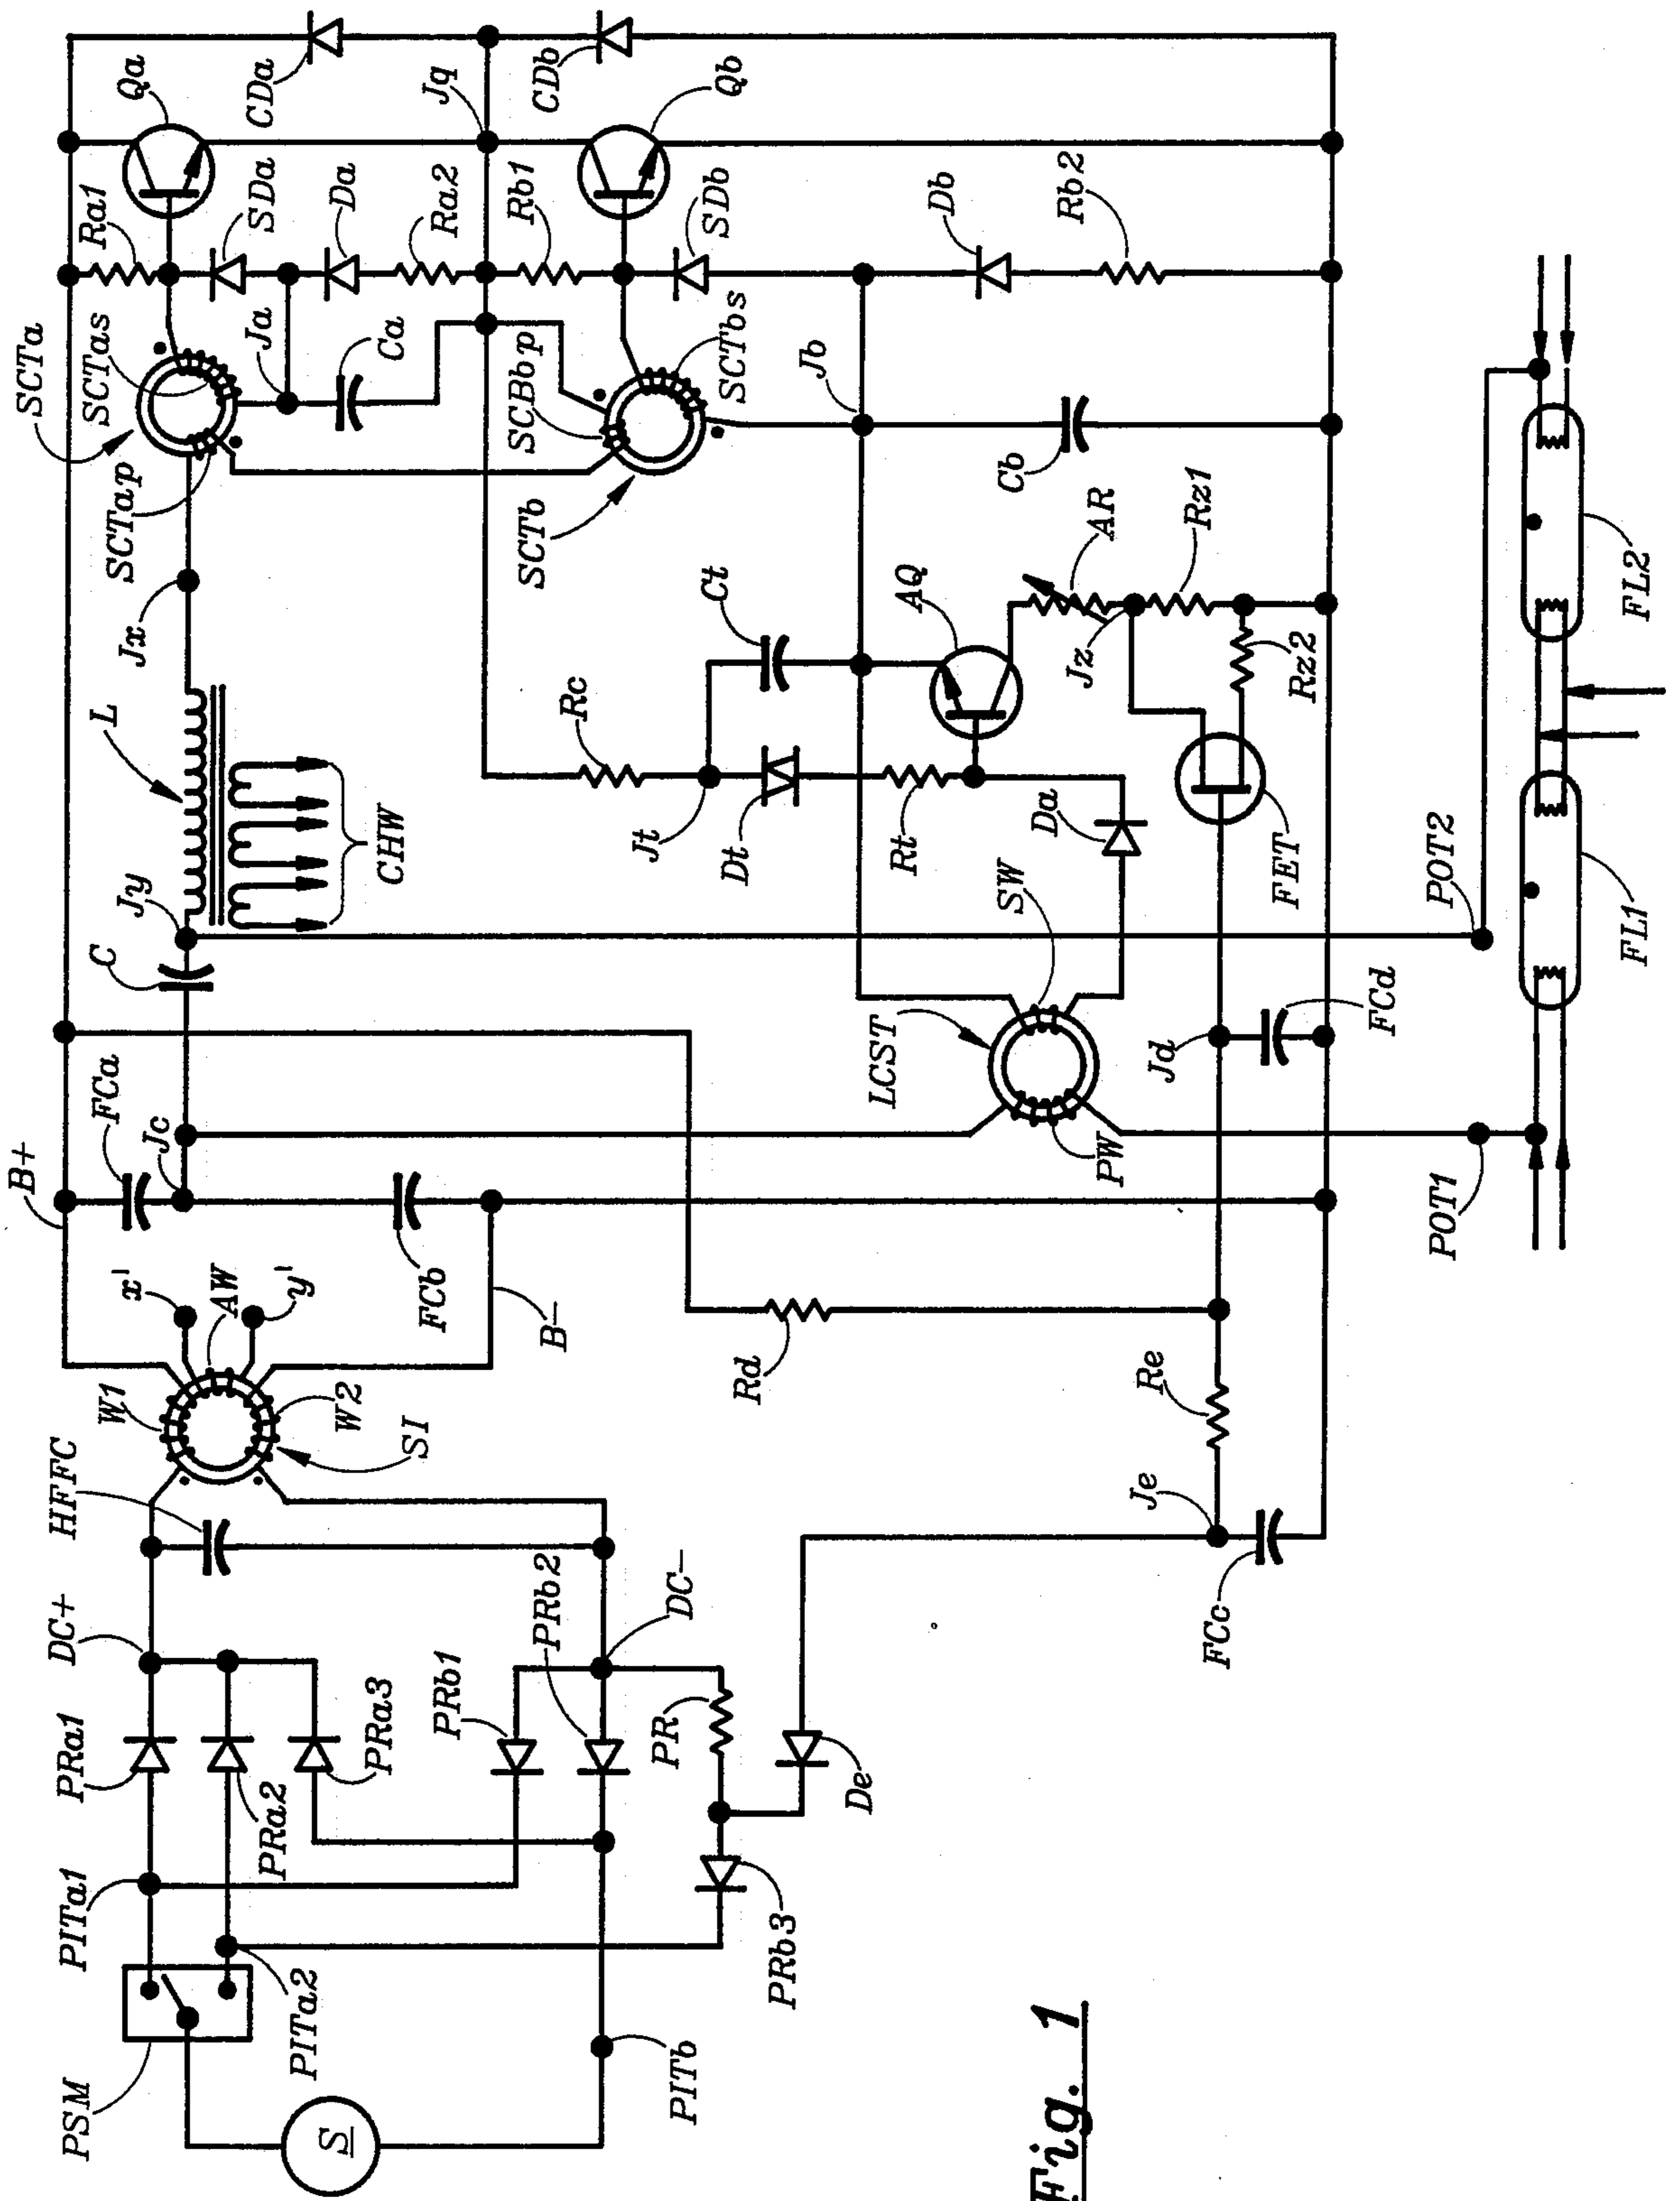 PSM
S
PITa1
PITa2
PITb
PRa1
PRa2
PRa3
PRb1
PRb2
PRb3
PR
De
DC+
DC−
HFFC
W1
W2
SI
AW
x'
y'
B+
B−
FCa
FCb
Jc
C
Jy
L
CHW
Jx
SCTap
SCTas
SCTa
Ja
Ca
Ra1
Qa
SDa
Da
Ra2
CDa
Jq
CDb
Qb
Rb1
SDb
SCBbp
SCTbs
SCTb
Jb
Cb
Db
Rb2
Rc
Ct
Jt
Dt
Rt
AQ
AR
Jz
Rz1
Rz2
FET
Da
SW
LCST
PW
Jd
FCd
Rd
Re
Je
FCc
POT1
POT2
FL1
FL2
Fig. 1